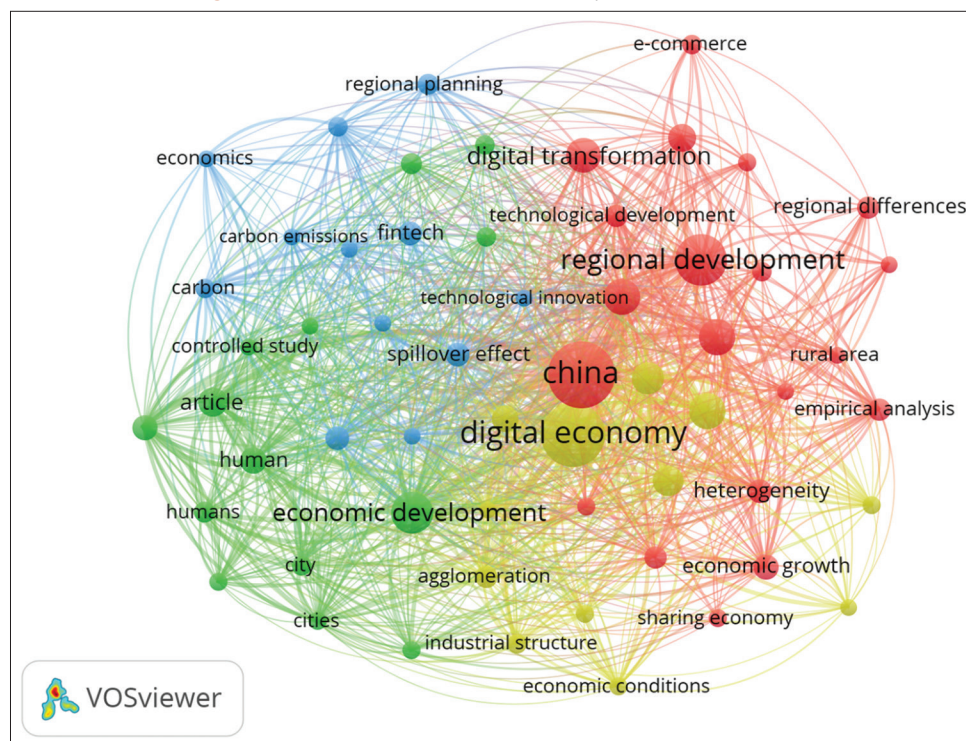 e-commerce
regional planning
economics
digital transformation
regional differences
technological development
carbon emissions
fintech
regional development
carbon
technological innovation
controlled study
spillover effect
rural area
china
article
empirical analysis
digital economy
human
heterogeneity
humans
economic development
city
agglomeration
economic growth
cities
sharing economy
industrial structure
economic conditions
VOSviewer